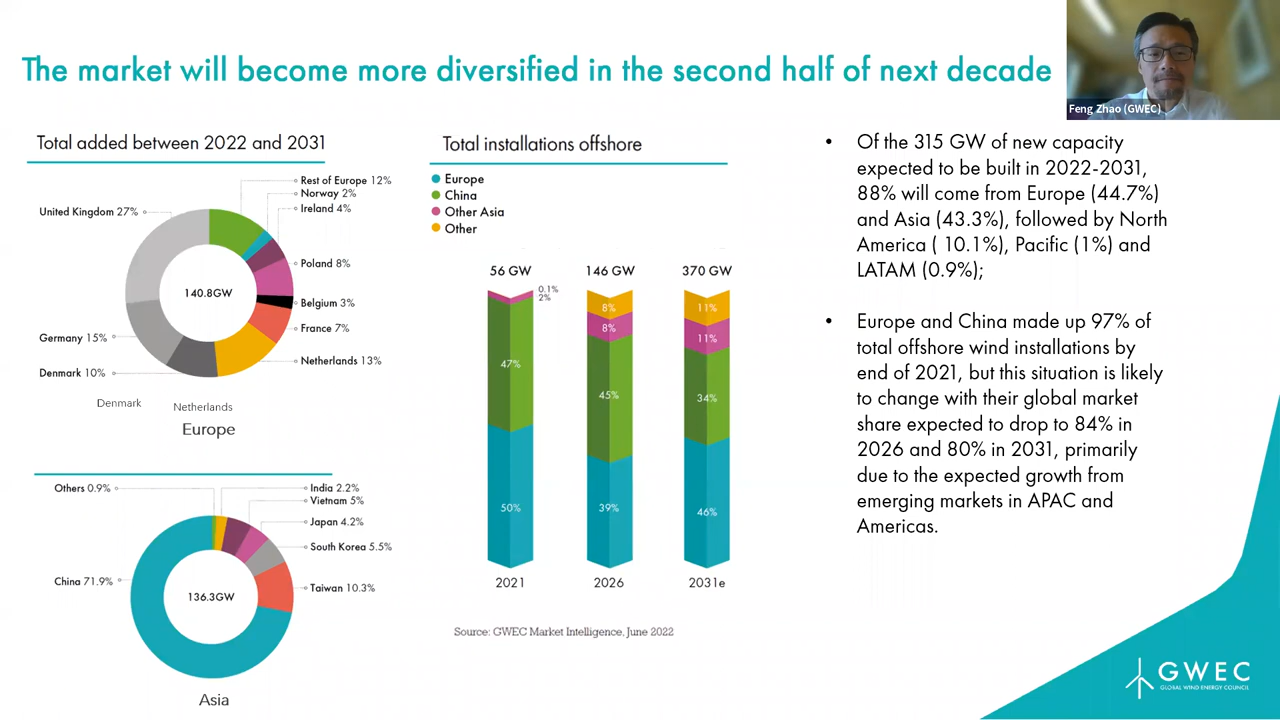 The market will become more diversified in the second half of next decade
Feng Zhao (GWEC)
Total added between 2022 and 2031
Rest of Europe 12%
Norway 2%
Ireland 4%
United Kingdom 27%
Poland 8%
140.8GW
Belgium 3%
France 7%
Germany 15%
Netherlands 13%
Denmark 10%
Denmark
Netherlands
Europe
Others 0.9%
India 2.2%
Vietnam 5%
Japan 4.2%
South Korea 5.5%
China 71.9%
Taiwan 10.3%
136.3GW
Asia
Total installations offshore
Europe
China
Other Asia
Other
56 GW
146 GW
370 GW
0.1%
2%
8%
11%
8%
11%
47%
45%
34%
50%
39%
46%
2021
2026
2031e
Source: GWEC Market Intelligence, June 2022
• Of the 315 GW of new capacity
expected to be built in 2022-2031,
88% will come from Europe (44.7%)
and Asia (43.3%), followed by North
America ( 10.1%), Pacific (1%) and
LATAM (0.9%);
• Europe and China made up 97% of
total offshore wind installations by
end of 2021, but this situation is likely
to change with their global market
share expected to drop to 84% in
2026 and 80% in 2031, primarily
due to the expected growth from
emerging markets in APAC and
Americas.
GWEC
GLOBAL WIND ENERGY COUNCIL